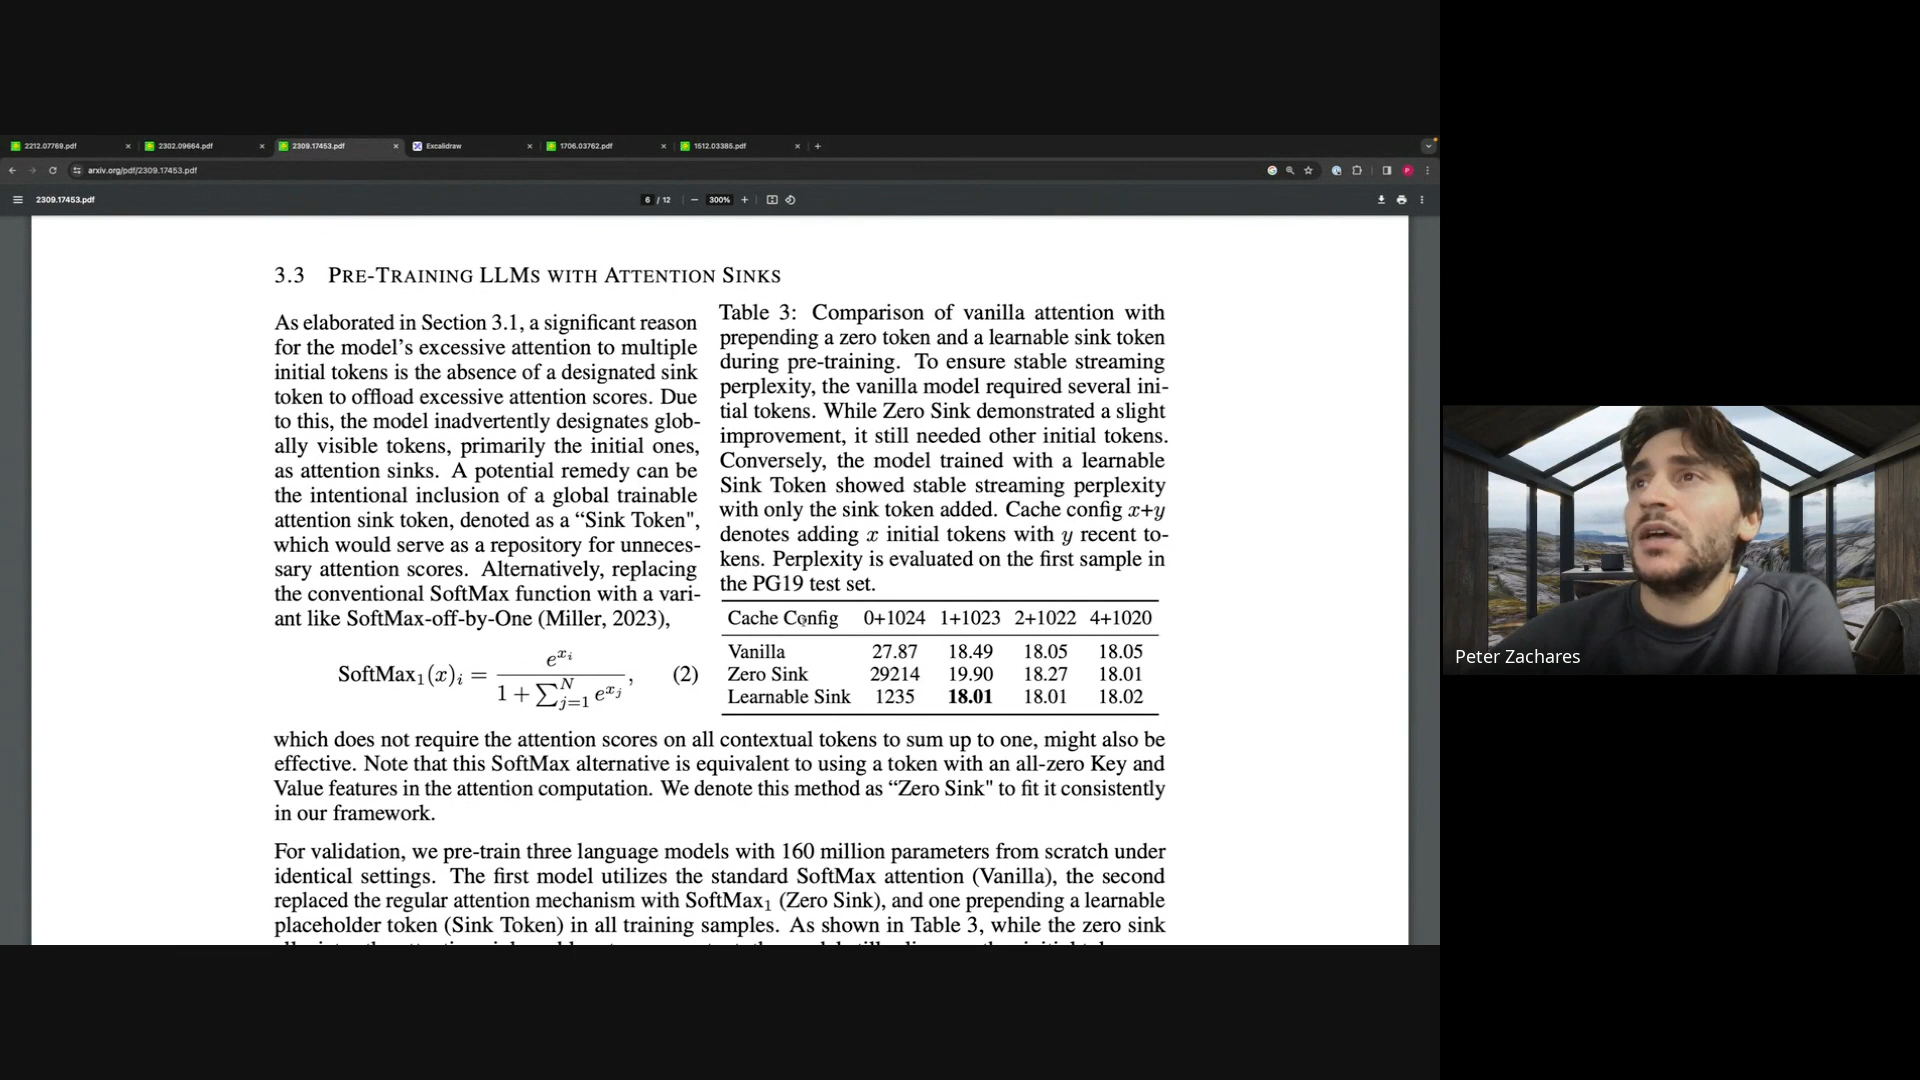 2212.07769.pdf
2302.09664.pdf
2309.17453.pdf
Excalidraw
1706.03762.pdf
1512.03385.pdf
arxiv.org/pdf/2309.17453.pdf
2309.17453.pdf
6 / 12
300%
3.3 PRE-TRAINING LLMS WITH ATTENTION SINKS
As elaborated in Section 3.1, a significant reason
for the model's excessive attention to multiple
initial tokens is the absence of a designated sink
token to offload excessive attention scores. Due
to this, the model inadvertently designates glob-
ally visible tokens, primarily the initial ones,
as attention sinks. A potential remedy can be
the intentional inclusion of a global trainable
attention sink token, denoted as a “Sink Token",
which would serve as a repository for unneces-
sary attention scores. Alternatively, replacing
the conventional SoftMax function with a vari-
ant like SoftMax-off-by-One (Miller, 2023),
SoftMax₁(x)ᵢ = e^{xᵢ} / (1 + ∑_{j=1}^{N} e^{xⱼ}), (2)
Table 3: Comparison of vanilla attention with
prepending a zero token and a learnable sink token
during pre-training. To ensure stable streaming
perplexity, the vanilla model required several ini-
tial tokens. While Zero Sink demonstrated a slight
improvement, it still needed other initial tokens.
Conversely, the model trained with a learnable
Sink Token showed stable streaming perplexity
with only the sink token added. Cache config x+y
denotes adding x initial tokens with y recent to-
kens. Perplexity is evaluated on the first sample in
the PG19 test set.
Cache Config 0+1024 1+1023 2+1022 4+1020
Vanilla 27.87 18.49 18.05 18.05
Zero Sink 29214 19.90 18.27 18.01
Learnable Sink 1235 18.01 18.01 18.02
which does not require the attention scores on all contextual tokens to sum up to one, might also be
effective. Note that this SoftMax alternative is equivalent to using a token with an all-zero Key and
Value features in the attention computation. We denote this method as “Zero Sink" to fit it consistently
in our framework.
For validation, we pre-train three language models with 160 million parameters from scratch under
identical settings. The first model utilizes the standard SoftMax attention (Vanilla), the second
replaced the regular attention mechanism with SoftMax₁ (Zero Sink), and one prepending a learnable
placeholder token (Sink Token) in all training samples. As shown in Table 3, while the zero sink
Peter Zachares